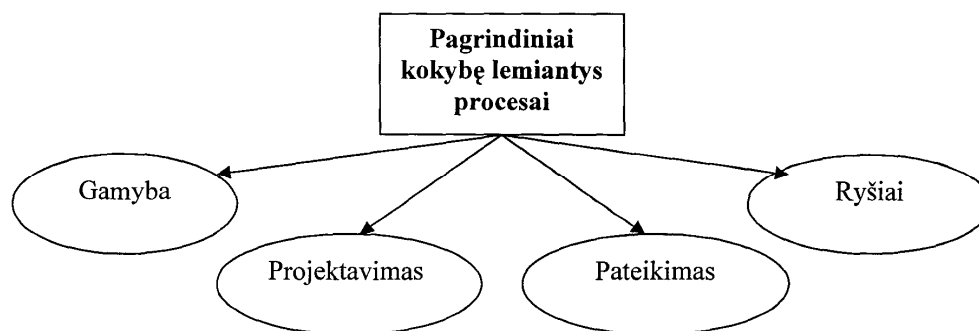 Pagrindiniai
kokybę lemiantys
procesai
Gamyba
Ryšiai
Projektavimas
Pateikimas